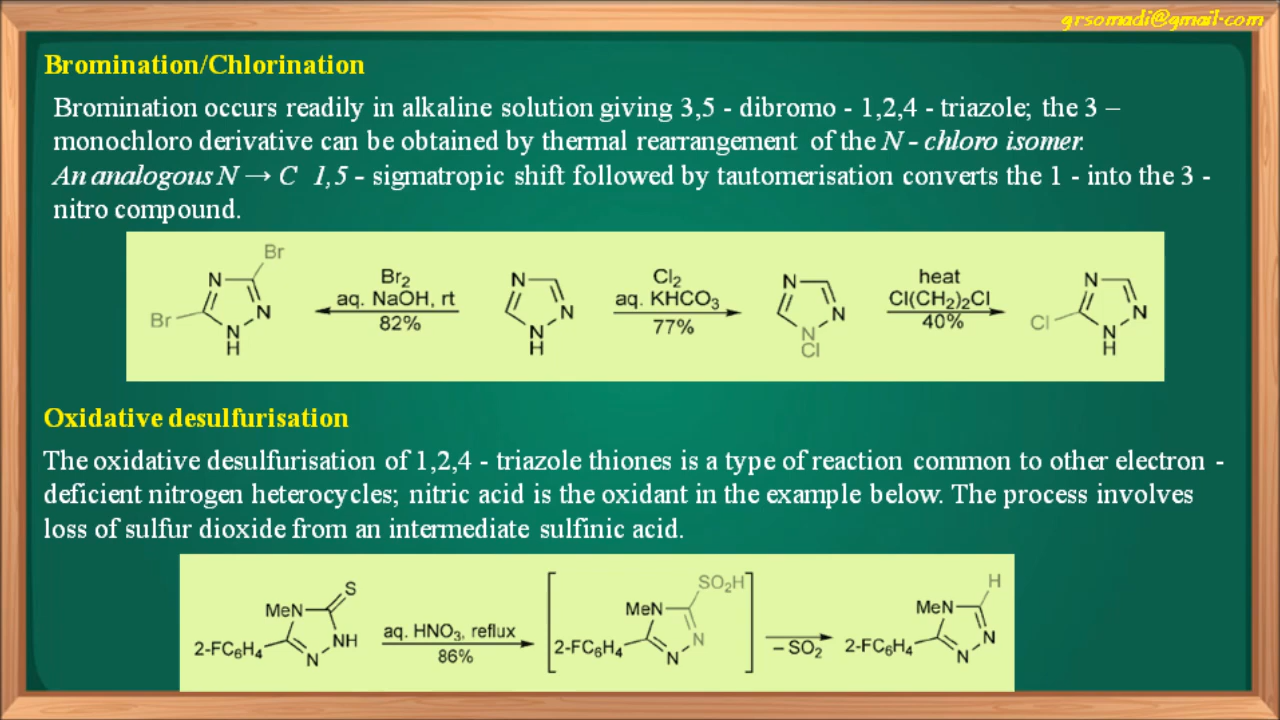 grsomadi@gmail.com
Bromination/Chlorination
Bromination occurs readily in alkaline solution giving 3,5 - dibromo - 1,2,4 - triazole; the 3 –
monochloro derivative can be obtained by thermal rearrangement of the N - chloro isomer.
An analogous N → C 1,5 - sigmatropic shift followed by tautomerisation converts the 1 - into the 3 -
nitro compound.
Br N N N H Br
Br2
aq. NaOH, rt
82%
N N N H
Cl2
aq. KHCO3
77%
N N N Cl
heat
Cl(CH2)2Cl
40%
N N N H Cl
Oxidative desulfurisation
The oxidative desulfurisation of 1,2,4 - triazole thiones is a type of reaction common to other electron -
deficient nitrogen heterocycles; nitric acid is the oxidant in the example below. The process involves
loss of sulfur dioxide from an intermediate sulfinic acid.
S MeN NH N 2-FC6H4
aq. HNO3, reflux
86%
SO2H MeN N N 2-FC6H4
– SO2
H MeN N N 2-FC6H4